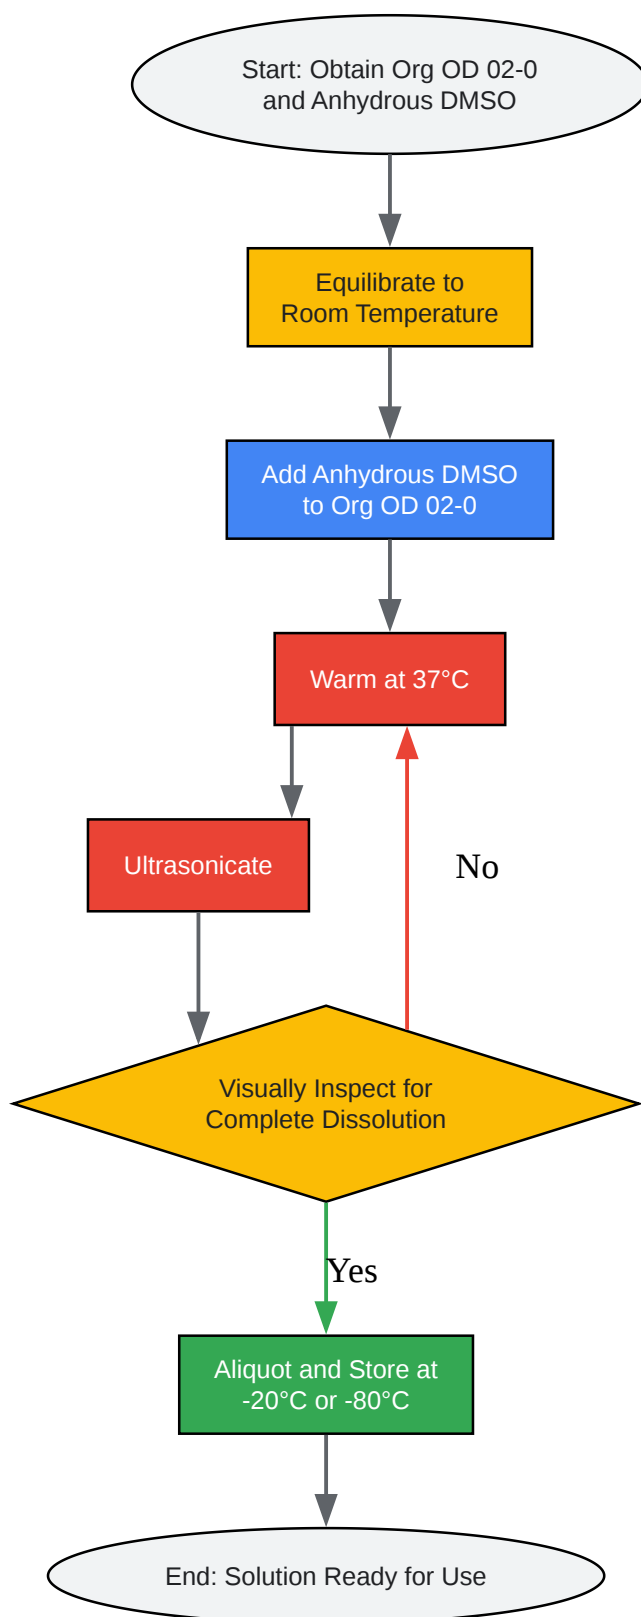 Start: Obtain Org OD 02-0
and Anhydrous DMSO
Equilibrate to
Room Temperature
Add Anhydrous DMSO
to Org OD 02-0
Warm at 37°C
Ultrasonicate
No
Visually Inspect for
Complete Dissolution
Yes
Aliquot and Store at
-20°C or -80°C
End: Solution Ready for Use